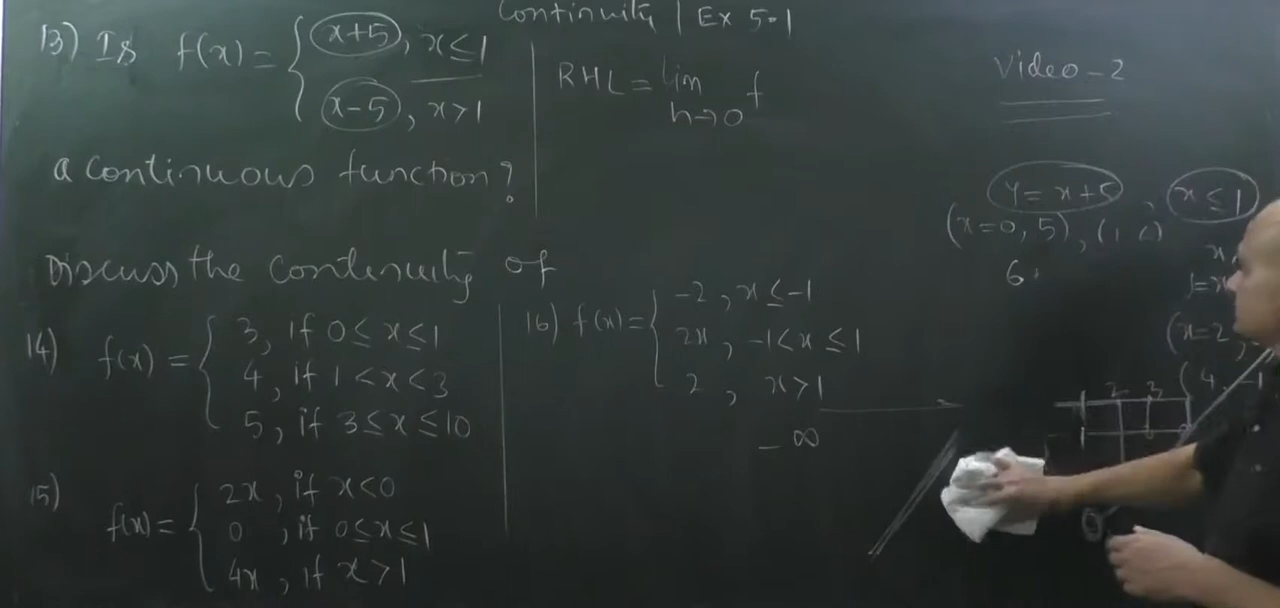 Continuity | Ex 5.1
13) Is f(x) = { x+5, x ≤ 1
x-5, x > 1
a continuous function?
RHL = lim f
h→0
Video-2
y = x+5, x ≤ 1
(x=0, 5), (1,
6
(x=2,
(4, -1
2 3
Discuss the continuity of
14) f(x) = { 3, if 0 ≤ x ≤ 1
4, if 1 < x < 3
5, if 3 ≤ x ≤ 10
15) f(x) = { 2x, if x < 0
0, if 0 ≤ x ≤ 1
4x, if x > 1
16) f(x) = { -2, x ≤ -1
2x, -1 < x ≤ 1
2, x > 1
-∞